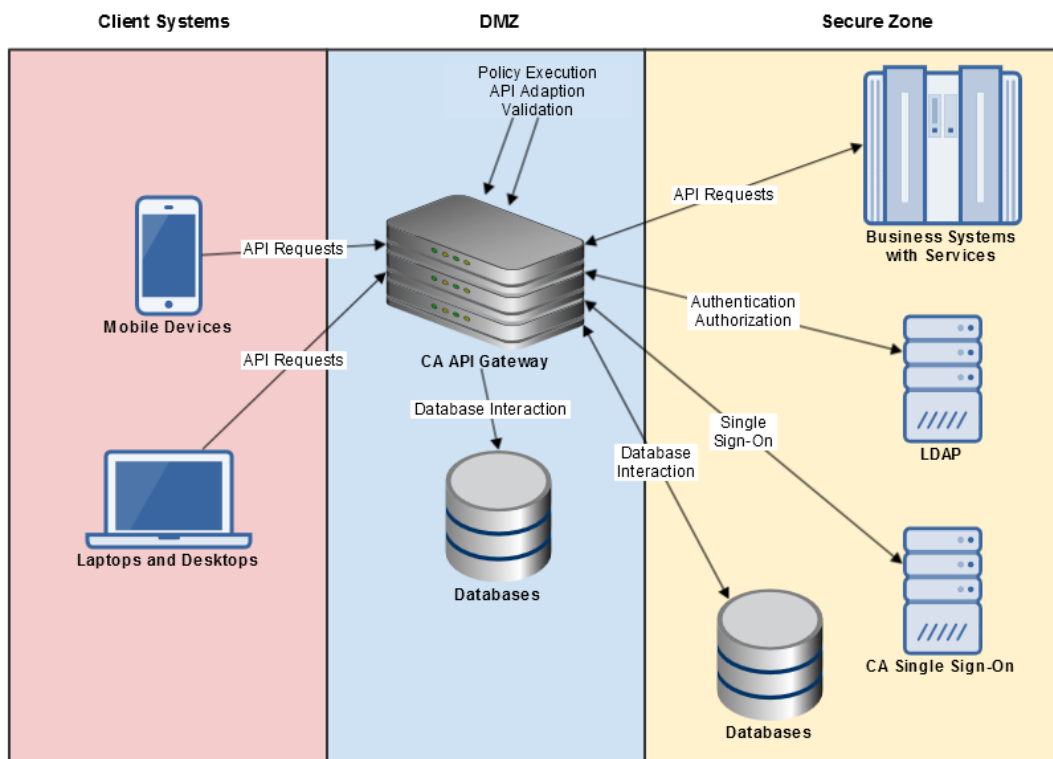 Client Systems
DMZ
Secure Zone
Policy Execution
API Adaption
Validation
API Requests
Business Systems
with Services
API Requests
Mobile Devices
Authentication
Authorization
CA API Gateway
API Requests
Database Interaction
Single
Sign-On
LDAP
Database
Interaction
Laptops and Desktops
Databases
CA Single Sign-On
Databases